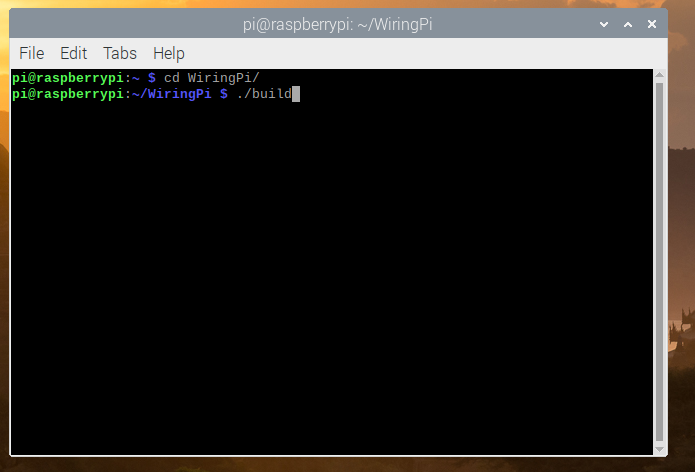 pi@raspberrypi: ~/WiringPi
File Edit Tabs Help
pi@raspberrypi:~ $ cd WiringPi/
pi@raspberrypi:~/WiringPi $ ./build